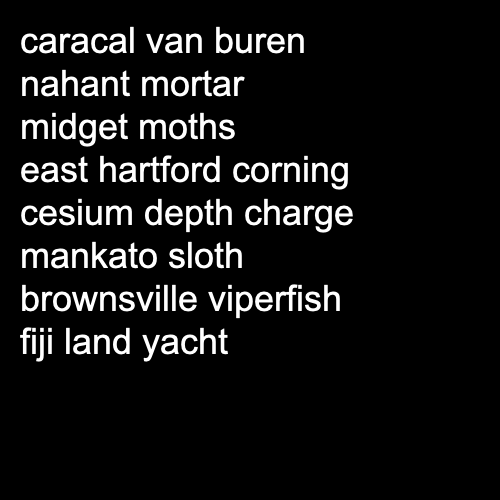 caracal van buren
nahant mortar
midget moths
east hartford corning
cesium depth charge
mankato sloth
brownsville viperfish
fiji land yacht